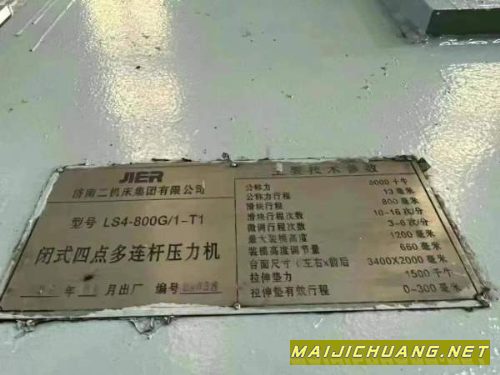 JIER
济南二机床集团有限公司
型号 LS4-800G/1-T1
闭式四点多连杆压力机
年 月出厂 编号
主要技术参数
公称力 8000 千牛
公称力行程 13 毫米
滑块行程 800 毫米
滑块行程次数 10-16 次/分
微调行程次数 3-6 次/分
最大装模高度 1200 毫米
装模高度调节量 660 毫米
台面尺寸(左右x前后 3400X2000 毫米
拉伸垫力 1500 千牛
拉伸垫有效行程 0-300 毫米
MAIJICHUANG.NET